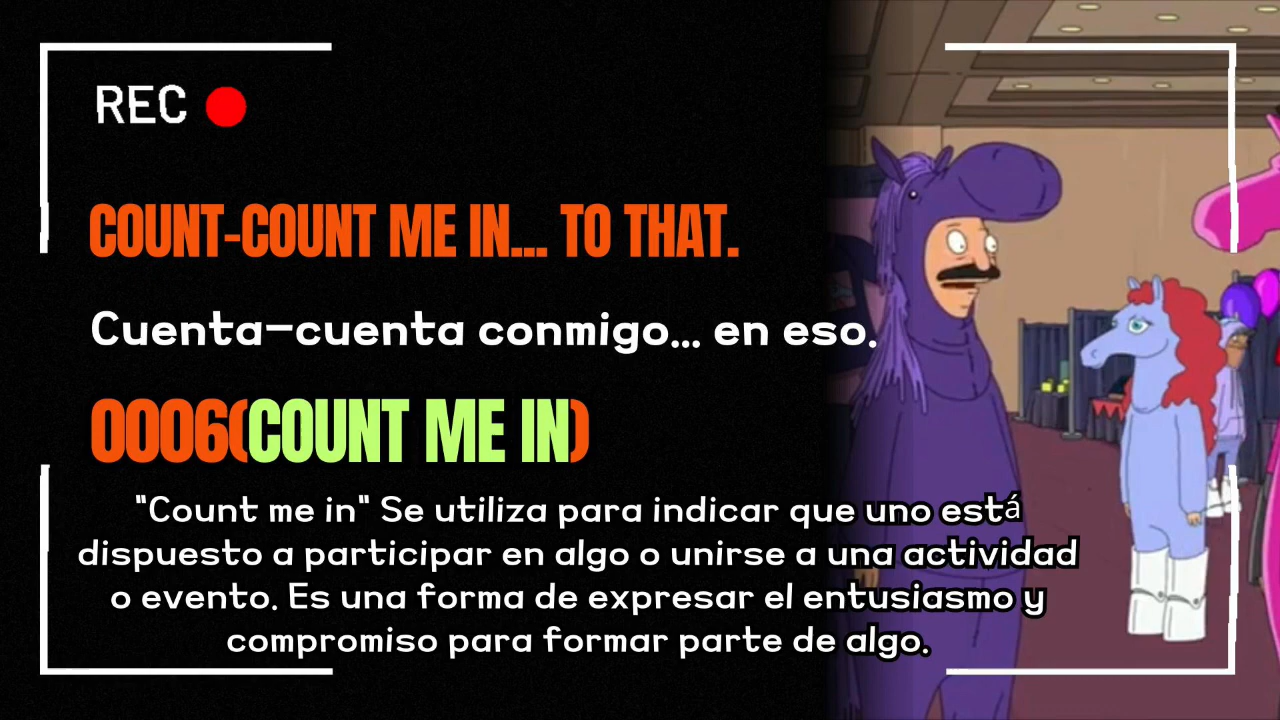 REC
COUNT-COUNT ME IN... TO THAT.
Cuenta-cuenta conmigo... en eso.
0006(COUNT ME IN)
"Count me in" Se utiliza para indicar que uno está
dispuesto a participar en algo o unirse a una actividad
o evento. Es una forma de expresar el entusiasmo y
compromiso para formar parte de algo.